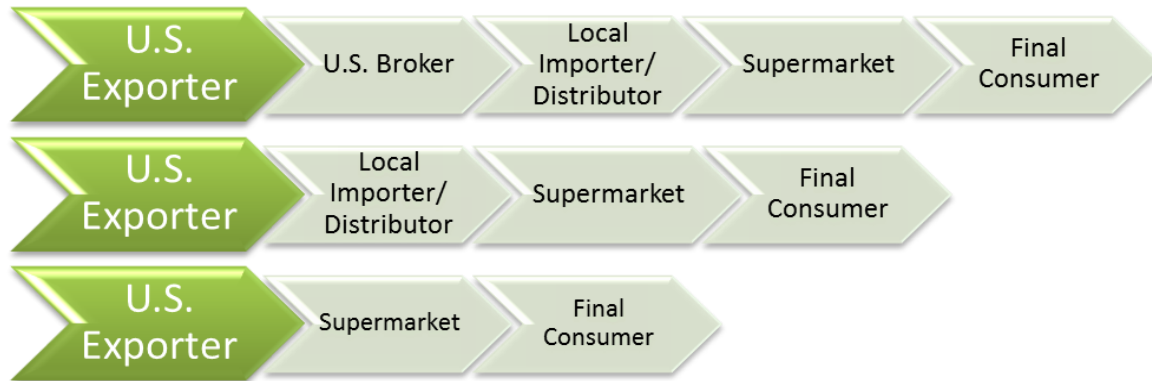 U.S.
Exporter
U.S. Broker
Local
Importer/
Distributor
Supermarket
Final
Consumer
U.S.
Exporter
Local
Importer/
Distributor
Supermarket
Final
Consumer
U.S.
Exporter
Supermarket
Final
Consumer